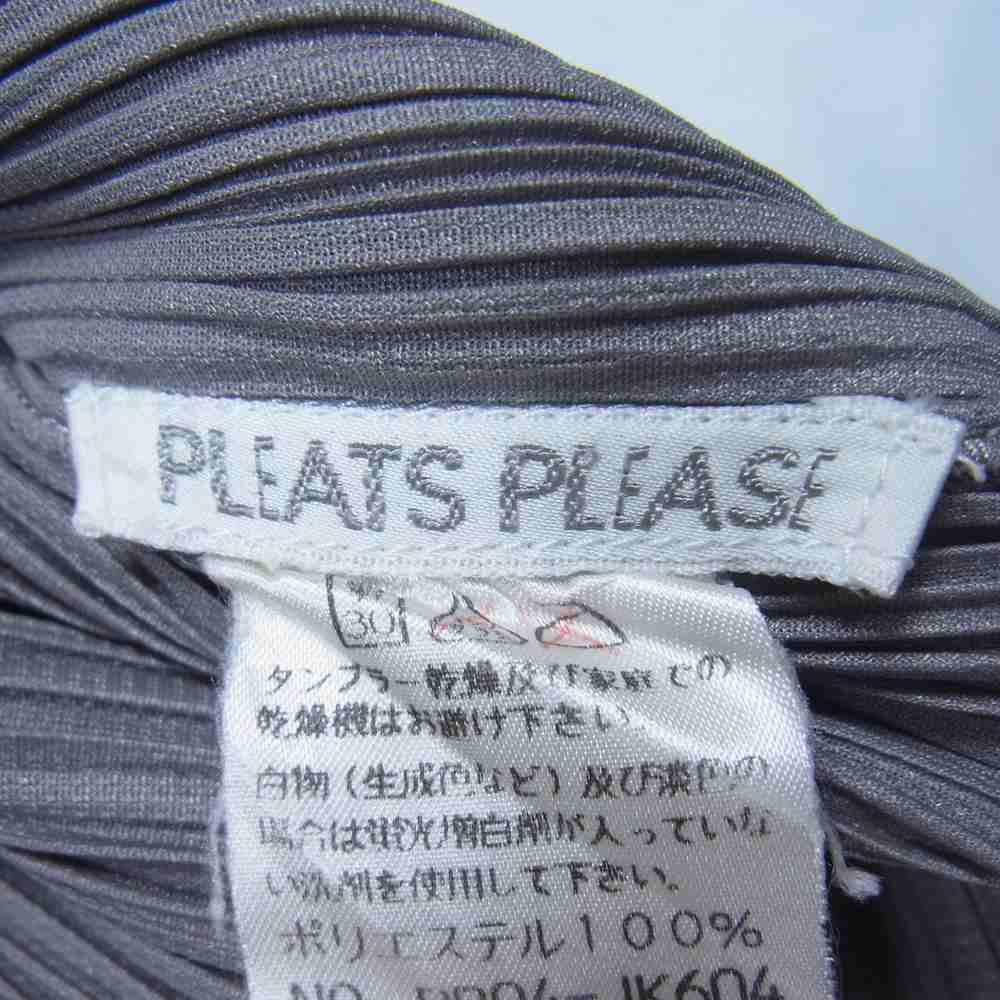 PLEATS PLEASE
30
タンブラー乾燥及び家庭での
乾燥機はお避け下さい。
白物(生成色など)及び淡色の
場合は蛍光増白剤が入っていな
い洗剤を使用して下さい。
ポリエステル100%
NO. PP04-JK604